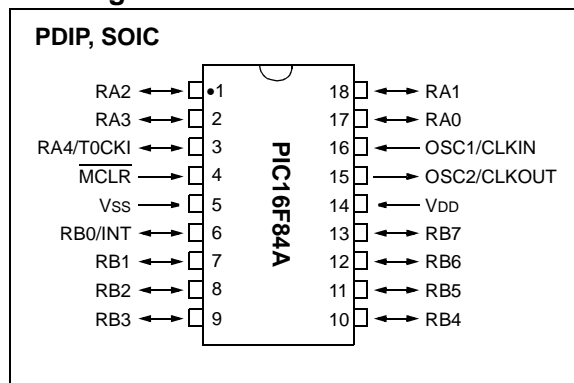 PDIP, SOIC
RA2 •1 18 RA1
RA3 2 17 RA0
RA4/T0CKI 3 16 OSC1/CLKIN
MCLR 4 15 OSC2/CLKOUT
VSS 5 14 VDD
RB0/INT 6 13 RB7
RB1 7 12 RB6
RB2 8 11 RB5
RB3 9 10 RB4
PIC16F84A